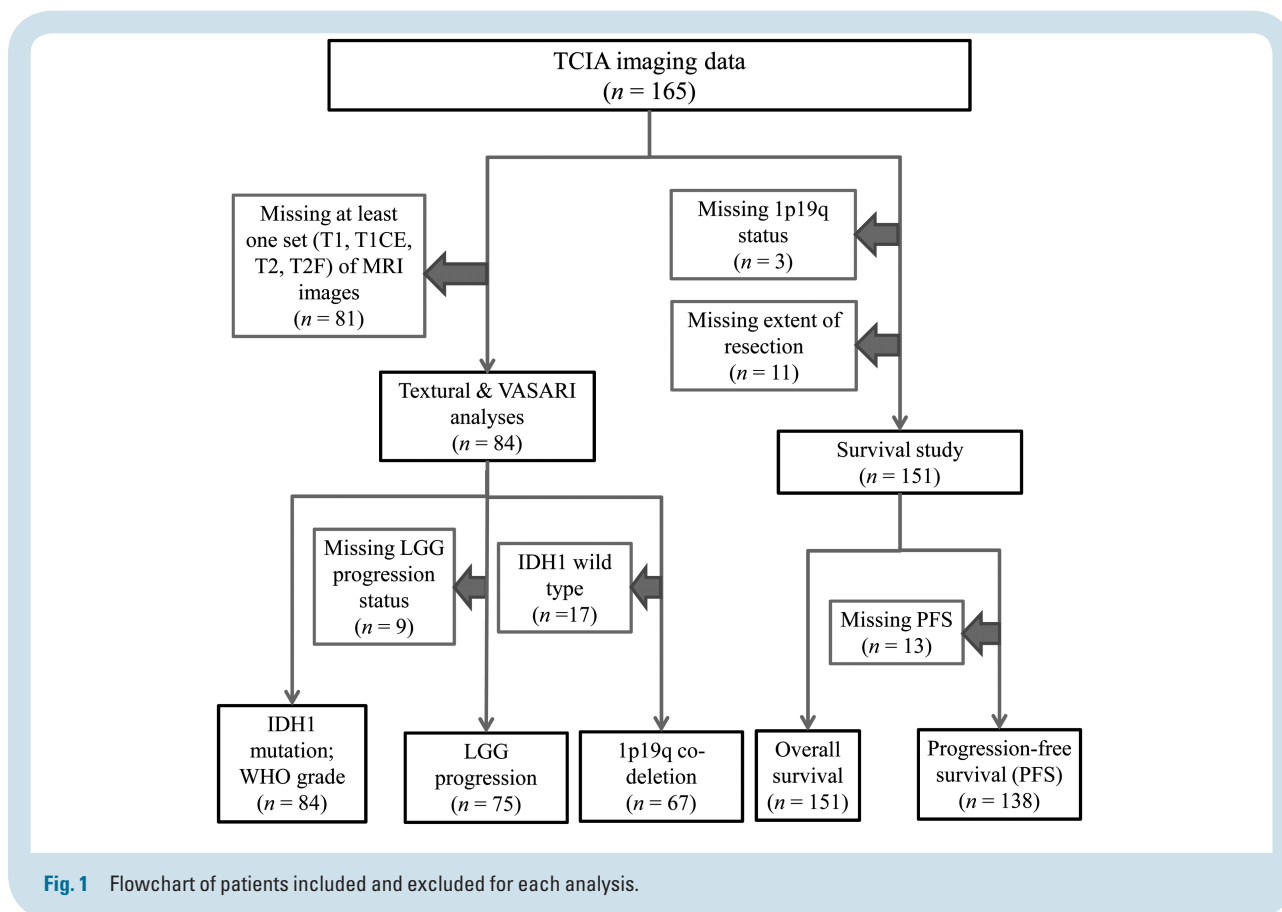 TCIA imaging data
(n = 165)
Missing at least
one set (T1, T1CE,
T2, T2F) of MRI
images
(n = 81)
Missing 1p19q
status
(n = 3)
Missing extent of
resection
(n = 11)
Textural & VASARI
analyses
(n = 84)
Survival study
(n = 151)
Missing LGG
progression
status
(n = 9)
IDH1 wild
type
(n =17)
Missing PFS
(n = 13)
IDH1
mutation;
WHO grade
(n = 84)
LGG
progression
(n = 75)
1p19q co-
deletion
(n = 67)
Overall
survival
(n = 151)
Progression-free
survival (PFS)
(n = 138)
Fig. 1 Flowchart of patients included and excluded for each analysis.